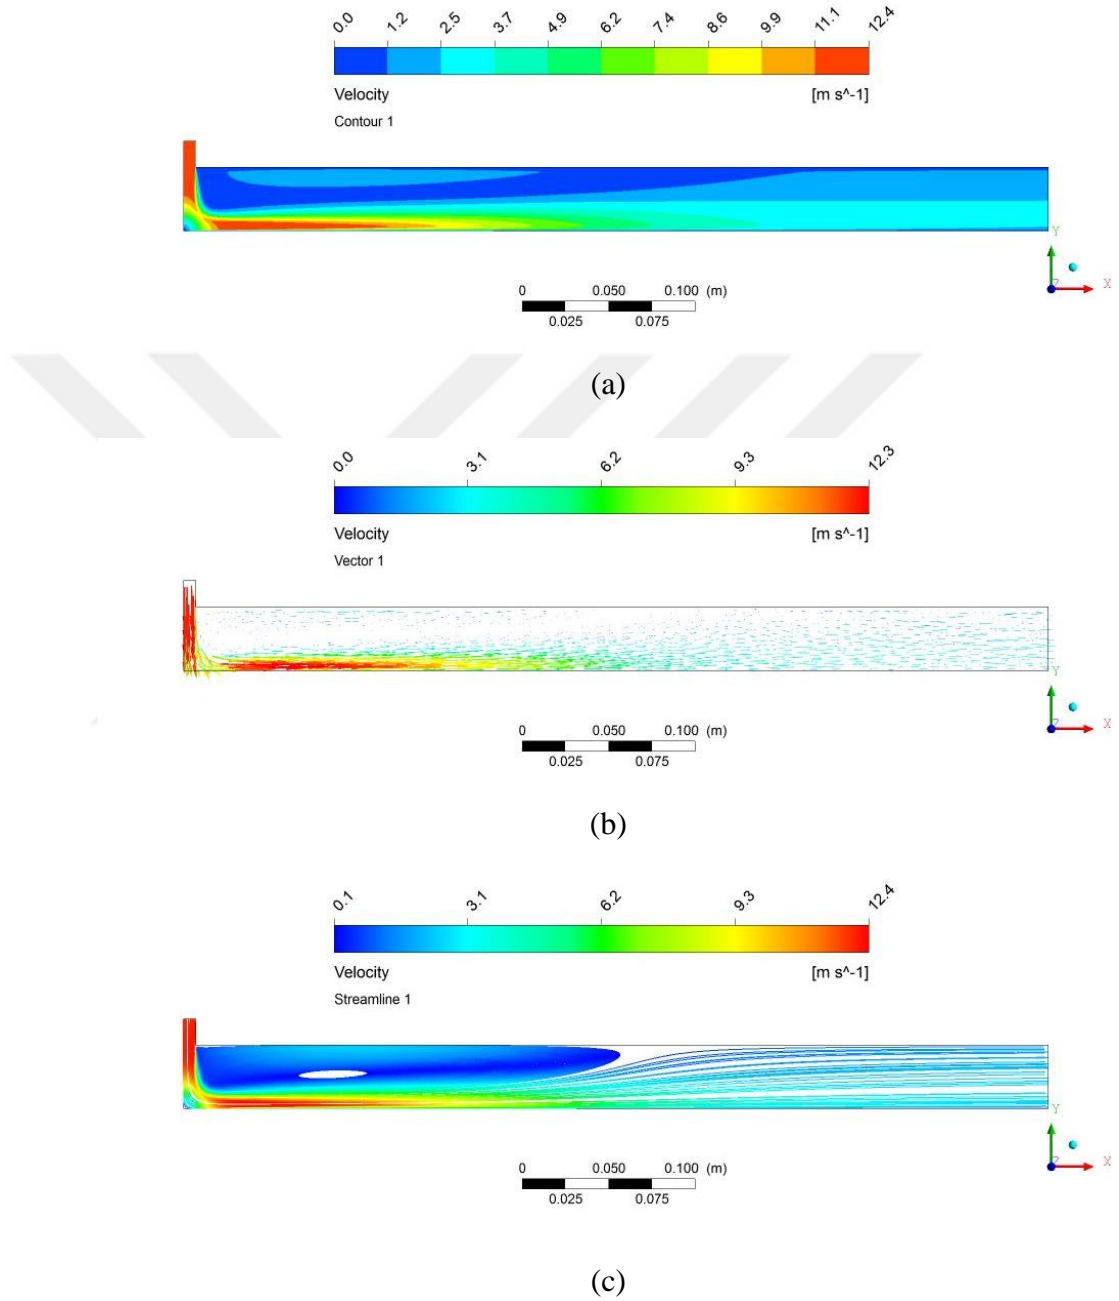 0.0 1.2 2.5 3.7 4.9 6.2 7.4 8.6 9.9 11.1 12.4
Velocity [m s^-1]
Contour 1
Y
Z X
0 0.050 0.100 (m)
0.025 0.075
(a)
0.0 3.1 6.2 9.3 12.3
Velocity [m s^-1]
Vector 1
Y
Z X
0 0.050 0.100 (m)
0.025 0.075
(b)
0.1 3.1 6.2 9.3 12.4
Velocity [m s^-1]
Streamline 1
Y
Z X
0 0.050 0.100 (m)
0.025 0.075
(c)